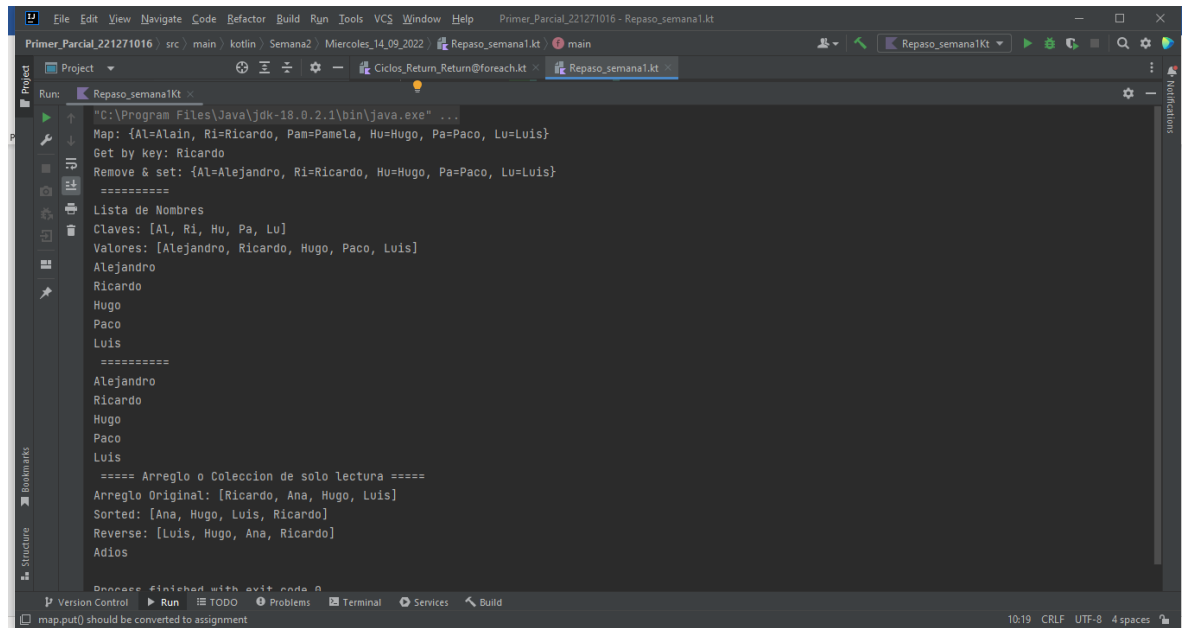 File Edit View Navigate Code Refactor Build Run Tools VCS Window Help Primer_Parcial_221271016 - Repaso_semana1.kt
Primer_Parcial_221271016 src main kotlin Semana2 Miercoles_14_09_2022 Repaso_semana1.kt main Repaso_semana1Kt
Project Project Ciclos_Return_Return@foreach.kt Repaso_semana1.kt
Run: Repaso_semana1Kt
Notifications
"C:\Program Files\Java\jdk-18.0.2.1\bin\java.exe" ...
Map: {Al=Alain, Ri=Ricardo, Pam=Pamela, Hu=Hugo, Pa=Paco, Lu=Luis}
Get by key: Ricardo
Remove & set: {Al=Alejandro, Ri=Ricardo, Hu=Hugo, Pa=Paco, Lu=Luis}
==========
Lista de Nombres
Claves: [Al, Ri, Hu, Pa, Lu]
Valores: [Alejandro, Ricardo, Hugo, Paco, Luis]
Alejandro
Ricardo
Hugo
Paco
Luis
==========
Alejandro
Ricardo
Hugo
Paco
Luis
===== Arreglo o Coleccion de solo lectura =====
Arreglo Original: [Ricardo, Ana, Hugo, Luis]
Sorted: [Ana, Hugo, Luis, Ricardo]
Reverse: [Luis, Hugo, Ana, Ricardo]
Adios
Process finished with exit code 0
Bookmarks
Structure
Version Control Run TODO Problems Terminal Services Build
map.put() should be converted to assignment 10:19 CRLF UTF-8 4 spaces